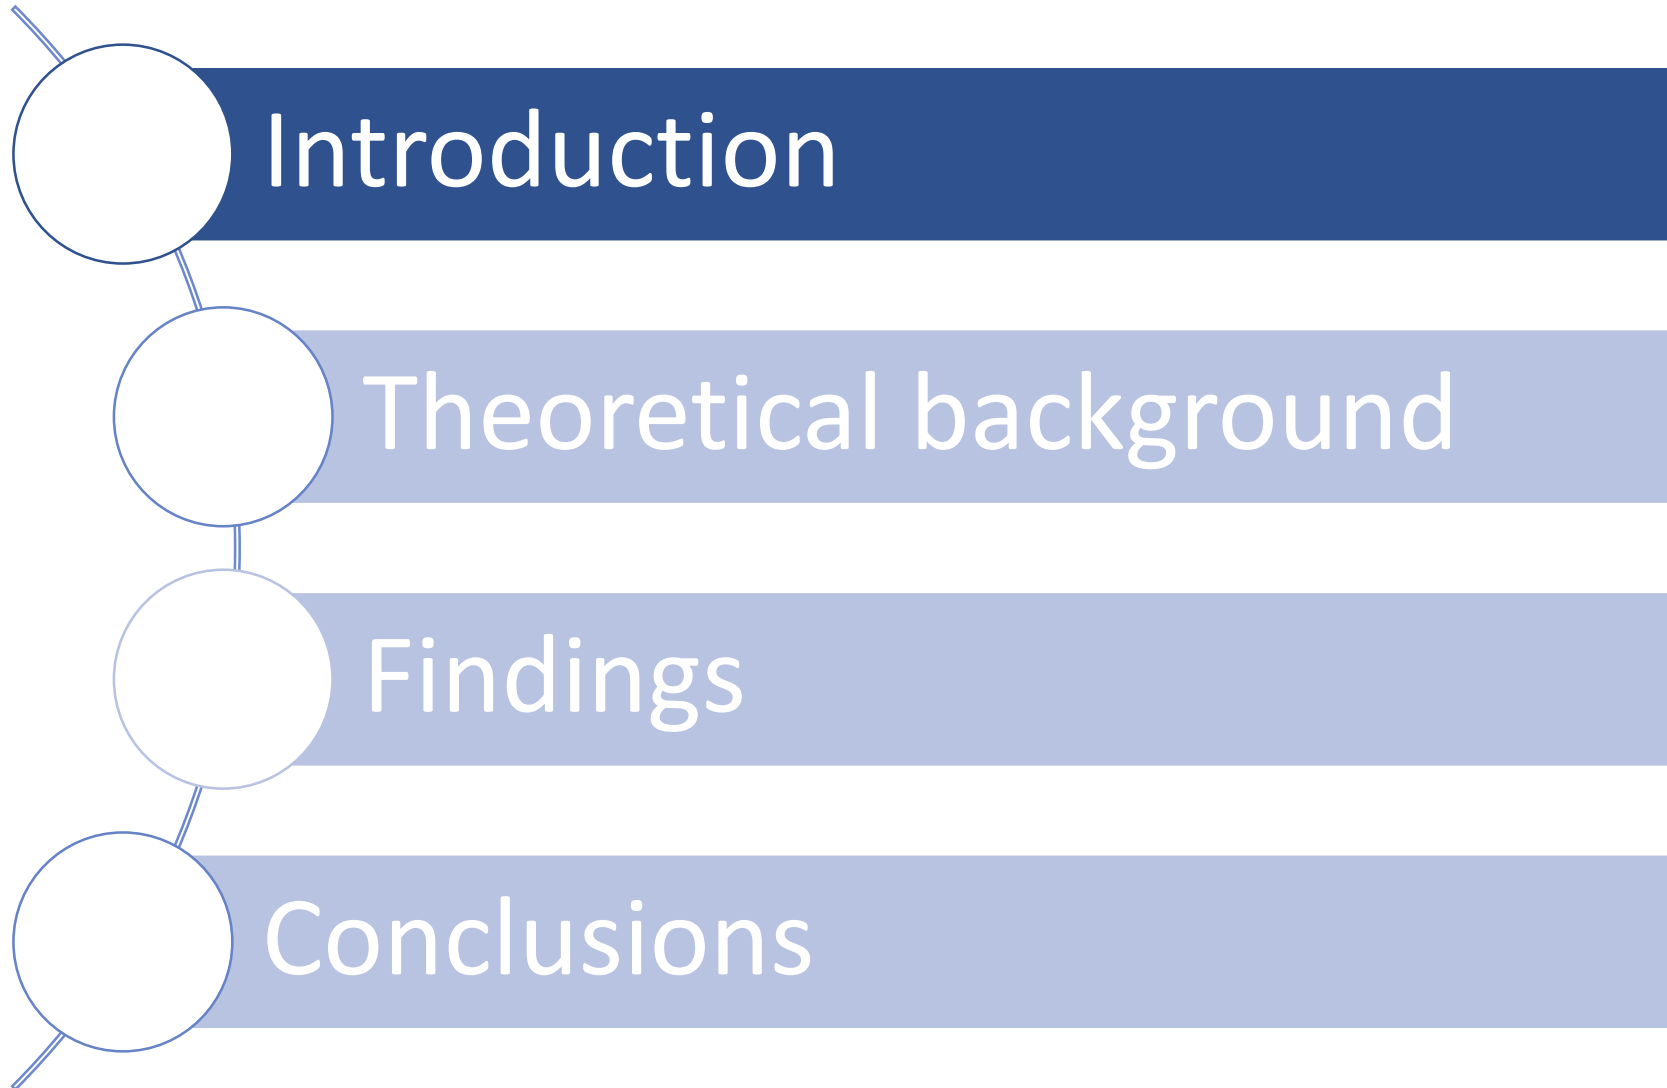 Introduction
Theoretical background
Findings
Conclusions